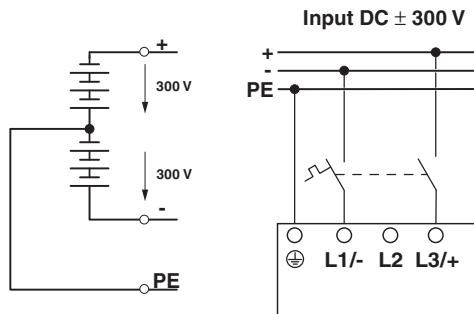 Input DC ± 300 V
+
300 V
300 V
-
PE
+
-
PE
L1/-
L2
L3/+